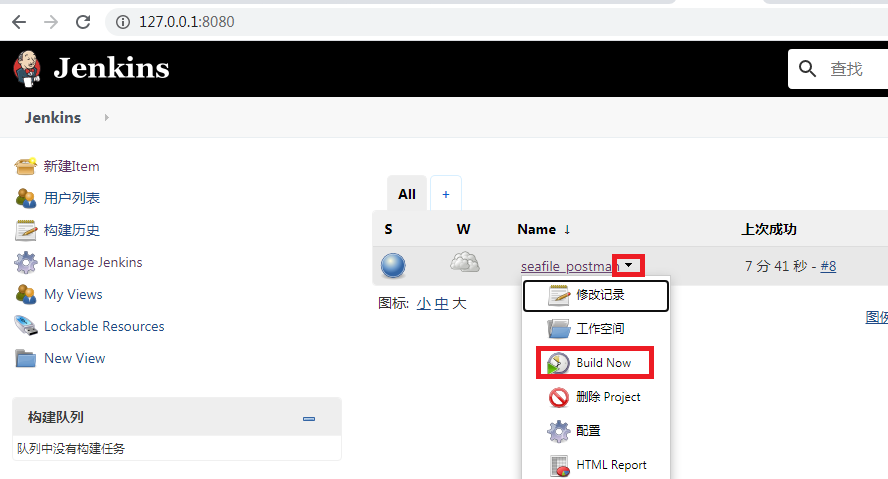 127.0.0.1:8080
Jenkins
查找
Jenkins
新建Item
用户列表
构建历史
Manage Jenkins
My Views
Lockable Resources
New View
构建队列
队列中没有构建任务
All +
S W Name ↓ 上次成功
seafile_postman 7 分 41 秒 - #8
图标: 小 中 大
修改记录
工作空间
Build Now
删除 Project
配置
HTML Report
图例